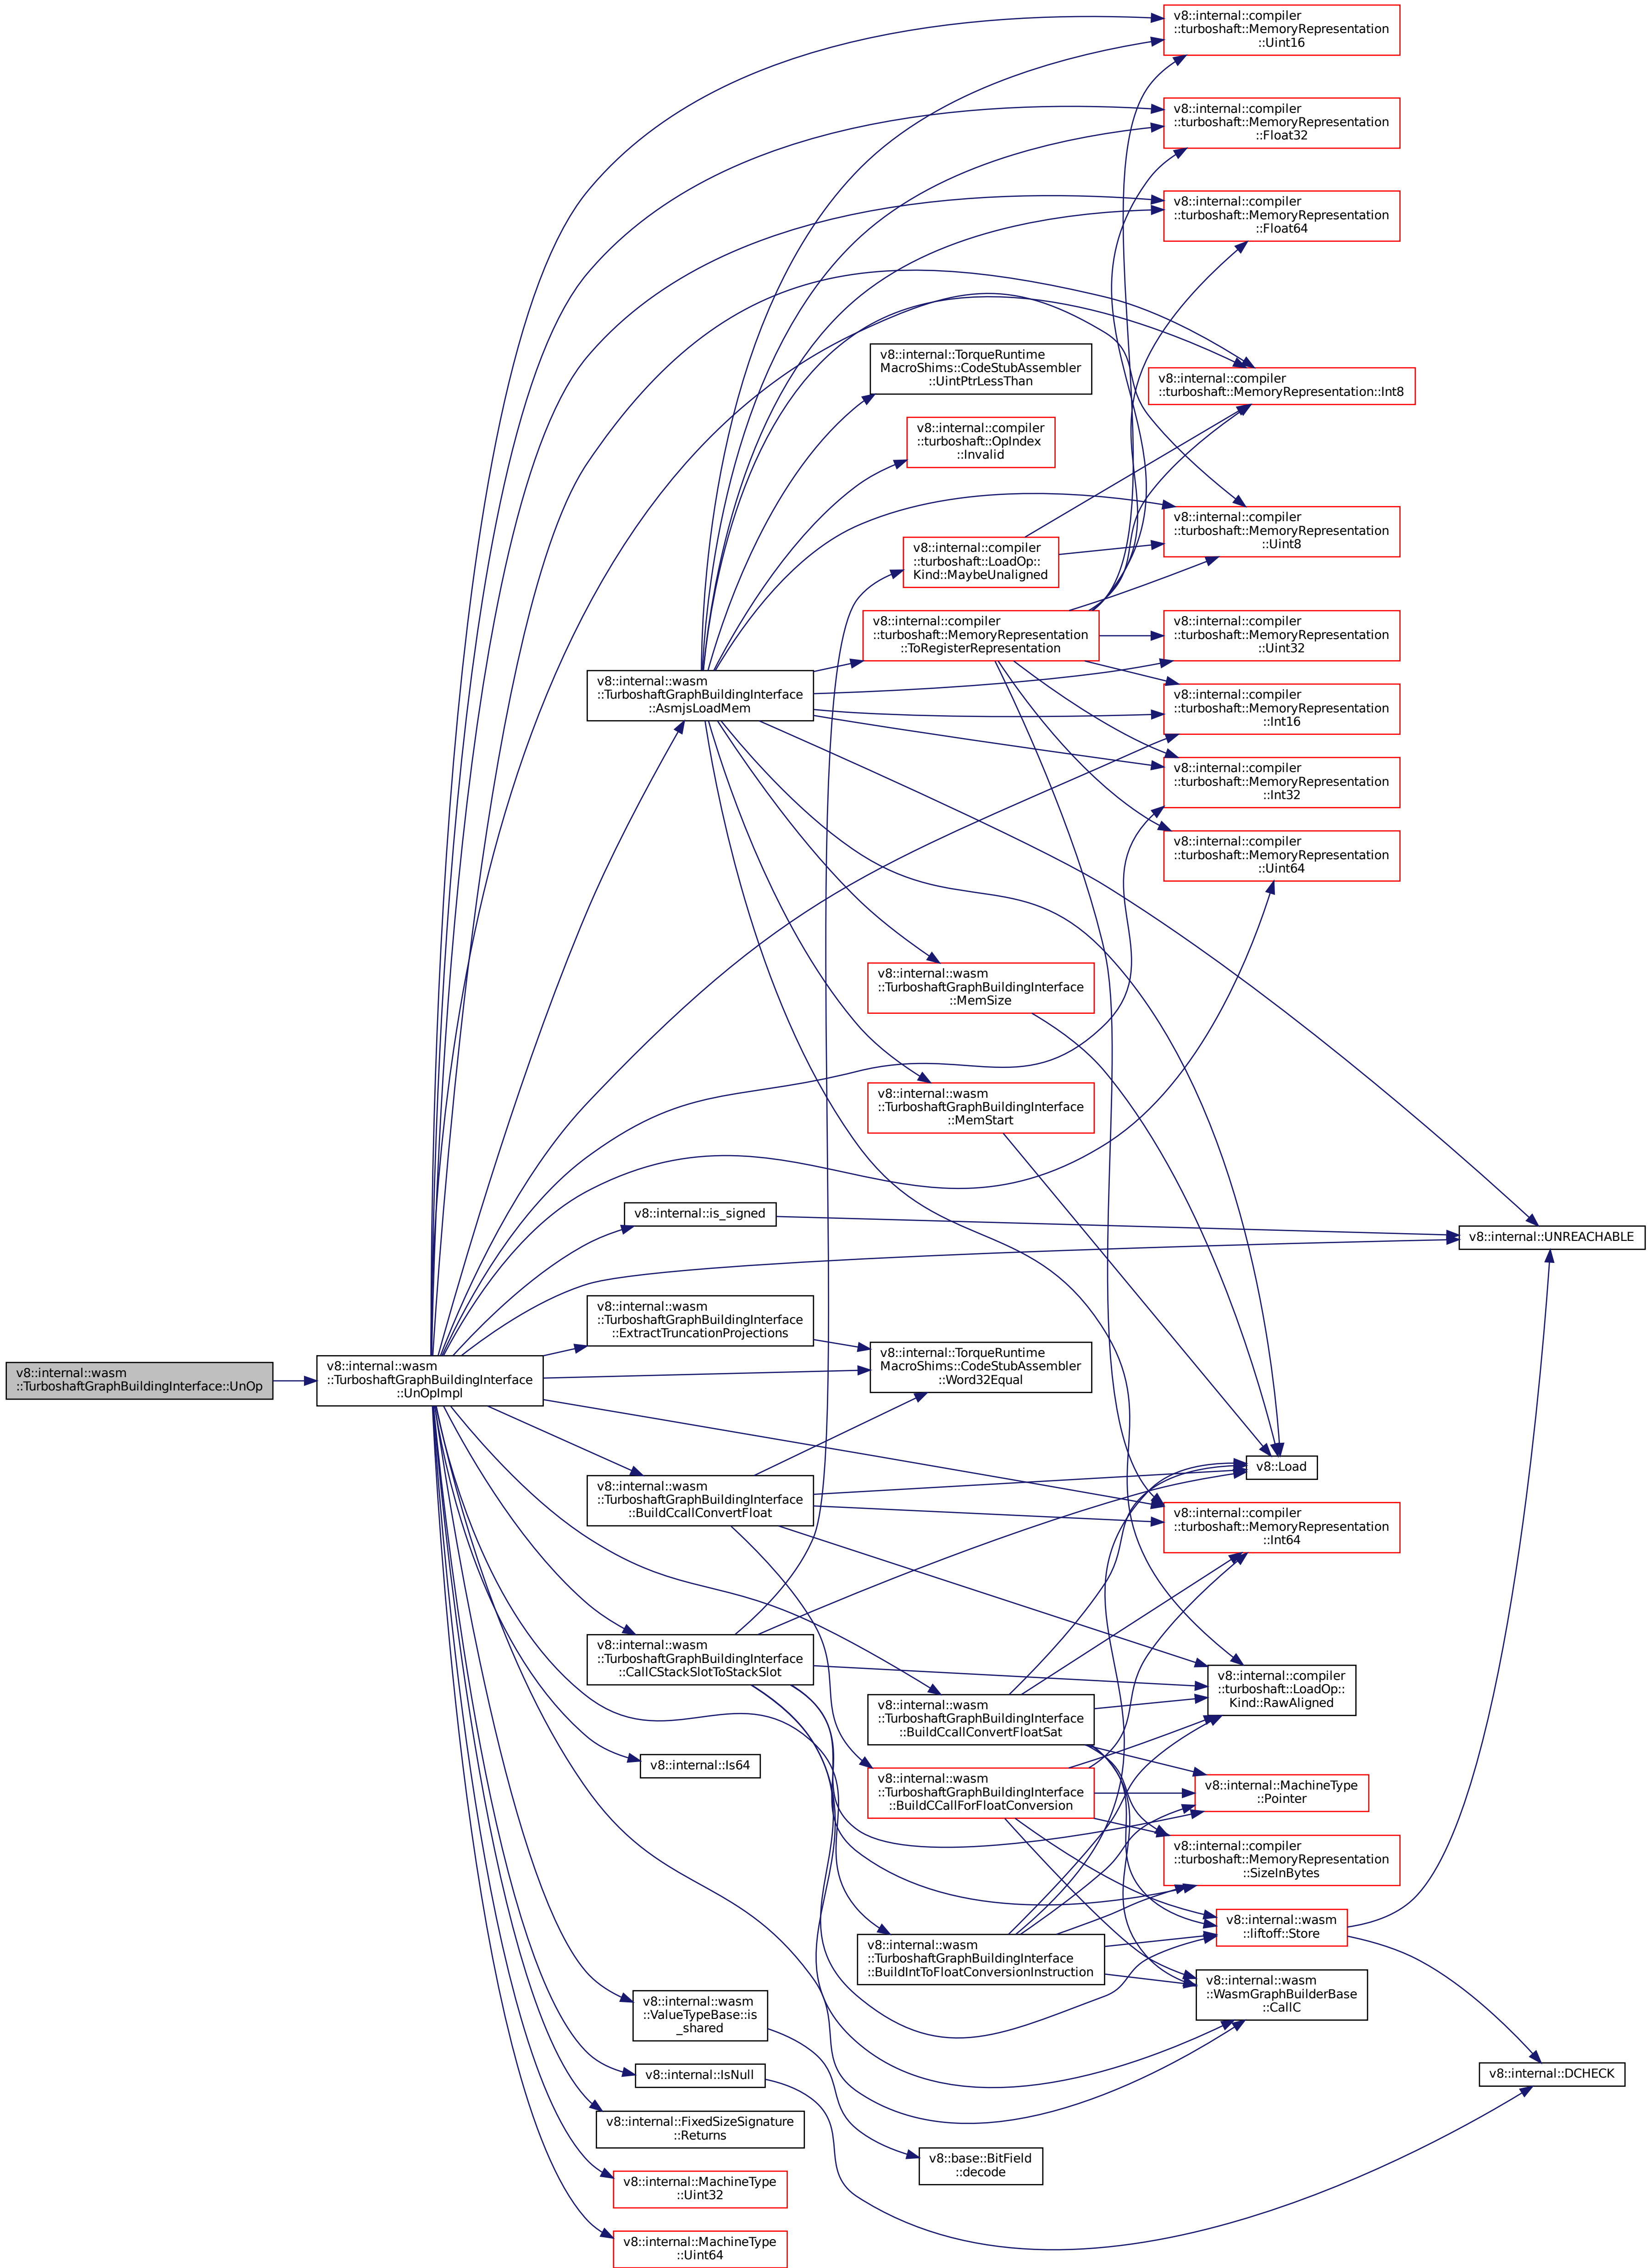 v8::internal::compiler
::turboshaft::MemoryRepresentation
::Uint16
v8::internal::compiler
::turboshaft::MemoryRepresentation
::Float32
v8::internal::compiler
::turboshaft::MemoryRepresentation
::Float64
v8::internal::TorqueRuntime
MacroShims::CodeStubAssembler
::UintPtrLessThan
v8::internal::compiler
::turboshaft::MemoryRepresentation::Int8
v8::internal::compiler
::turboshaft::OpIndex
::Invalid
v8::internal::compiler
::turboshaft::MemoryRepresentation
::Uint8
v8::internal::compiler
::turboshaft::LoadOp::
Kind::MaybeUnaligned
v8::internal::compiler
::turboshaft::MemoryRepresentation
::ToRegisterRepresentation
v8::internal::compiler
::turboshaft::MemoryRepresentation
::Uint32
v8::internal::wasm
::TurboshaftGraphBuildingInterface
::AsmjsLoadMem
v8::internal::compiler
::turboshaft::MemoryRepresentation
::Int16
v8::internal::compiler
::turboshaft::MemoryRepresentation
::Int32
v8::internal::compiler
::turboshaft::MemoryRepresentation
::Uint64
v8::internal::wasm
::TurboshaftGraphBuildingInterface
::MemSize
v8::internal::wasm
::TurboshaftGraphBuildingInterface
::MemStart
v8::internal::is_signed
v8::internal::UNREACHABLE
v8::internal::wasm
::TurboshaftGraphBuildingInterface
::ExtractTruncationProjections
v8::internal::TorqueRuntime
MacroShims::CodeStubAssembler
::Word32Equal
v8::internal::wasm
::TurboshaftGraphBuildingInterface::UnOp
v8::internal::wasm
::TurboshaftGraphBuildingInterface
::UnOpImpl
v8::Load
v8::internal::wasm
::TurboshaftGraphBuildingInterface
::BuildCcallConvertFloat
v8::internal::compiler
::turboshaft::MemoryRepresentation
::Int64
v8::internal::wasm
::TurboshaftGraphBuildingInterface
::CallCStackSlotToStackSlot
v8::internal::compiler
::turboshaft::LoadOp::
Kind::RawAligned
v8::internal::wasm
::TurboshaftGraphBuildingInterface
::BuildCcallConvertFloatSat
v8::internal::Is64
v8::internal::wasm
::TurboshaftGraphBuildingInterface
::BuildCCallForFloatConversion
v8::internal::MachineType
::Pointer
v8::internal::compiler
::turboshaft::MemoryRepresentation
::SizeInBytes
v8::internal::wasm
::liftoff::Store
v8::internal::wasm
::TurboshaftGraphBuildingInterface
::BuildIntToFloatConversionInstruction
v8::internal::wasm
::WasmGraphBuilderBase
::CallC
v8::internal::wasm
::ValueTypeBase::is
_shared
v8::internal::IsNull
v8::internal::DCHECK
v8::internal::FixedSizeSignature
::Returns
v8::base::BitField
::decode
v8::internal::MachineType
::Uint32
v8::internal::MachineType
::Uint64